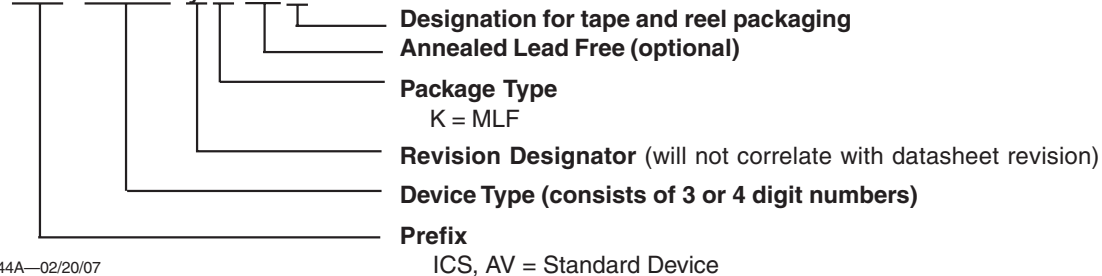 Designation for tape and reel packaging
Annealed Lead Free (optional)
Package Type
K = MLF
Revision Designator (will not correlate with datasheet revision)
Device Type (consists of 3 or 4 digit numbers)
Prefix
ICS, AV = Standard Device
44A—02/20/07